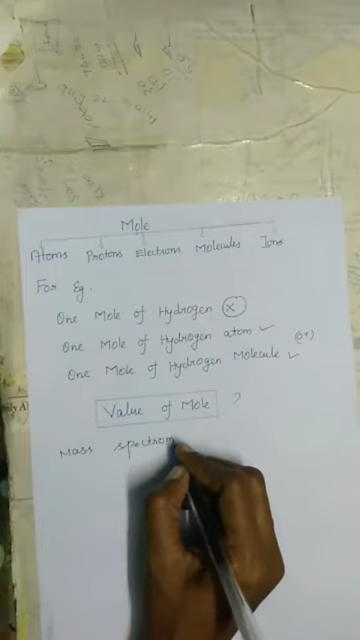 Mole
Atoms Protons Electrons Molecules Ions
For Eg.
One Mole of Hydrogen X
One Mole of Hydrogen atom ✓
(or)
One Mole of Hydrogen Molecule ✓
Value of Mole ?
Mass spectrom